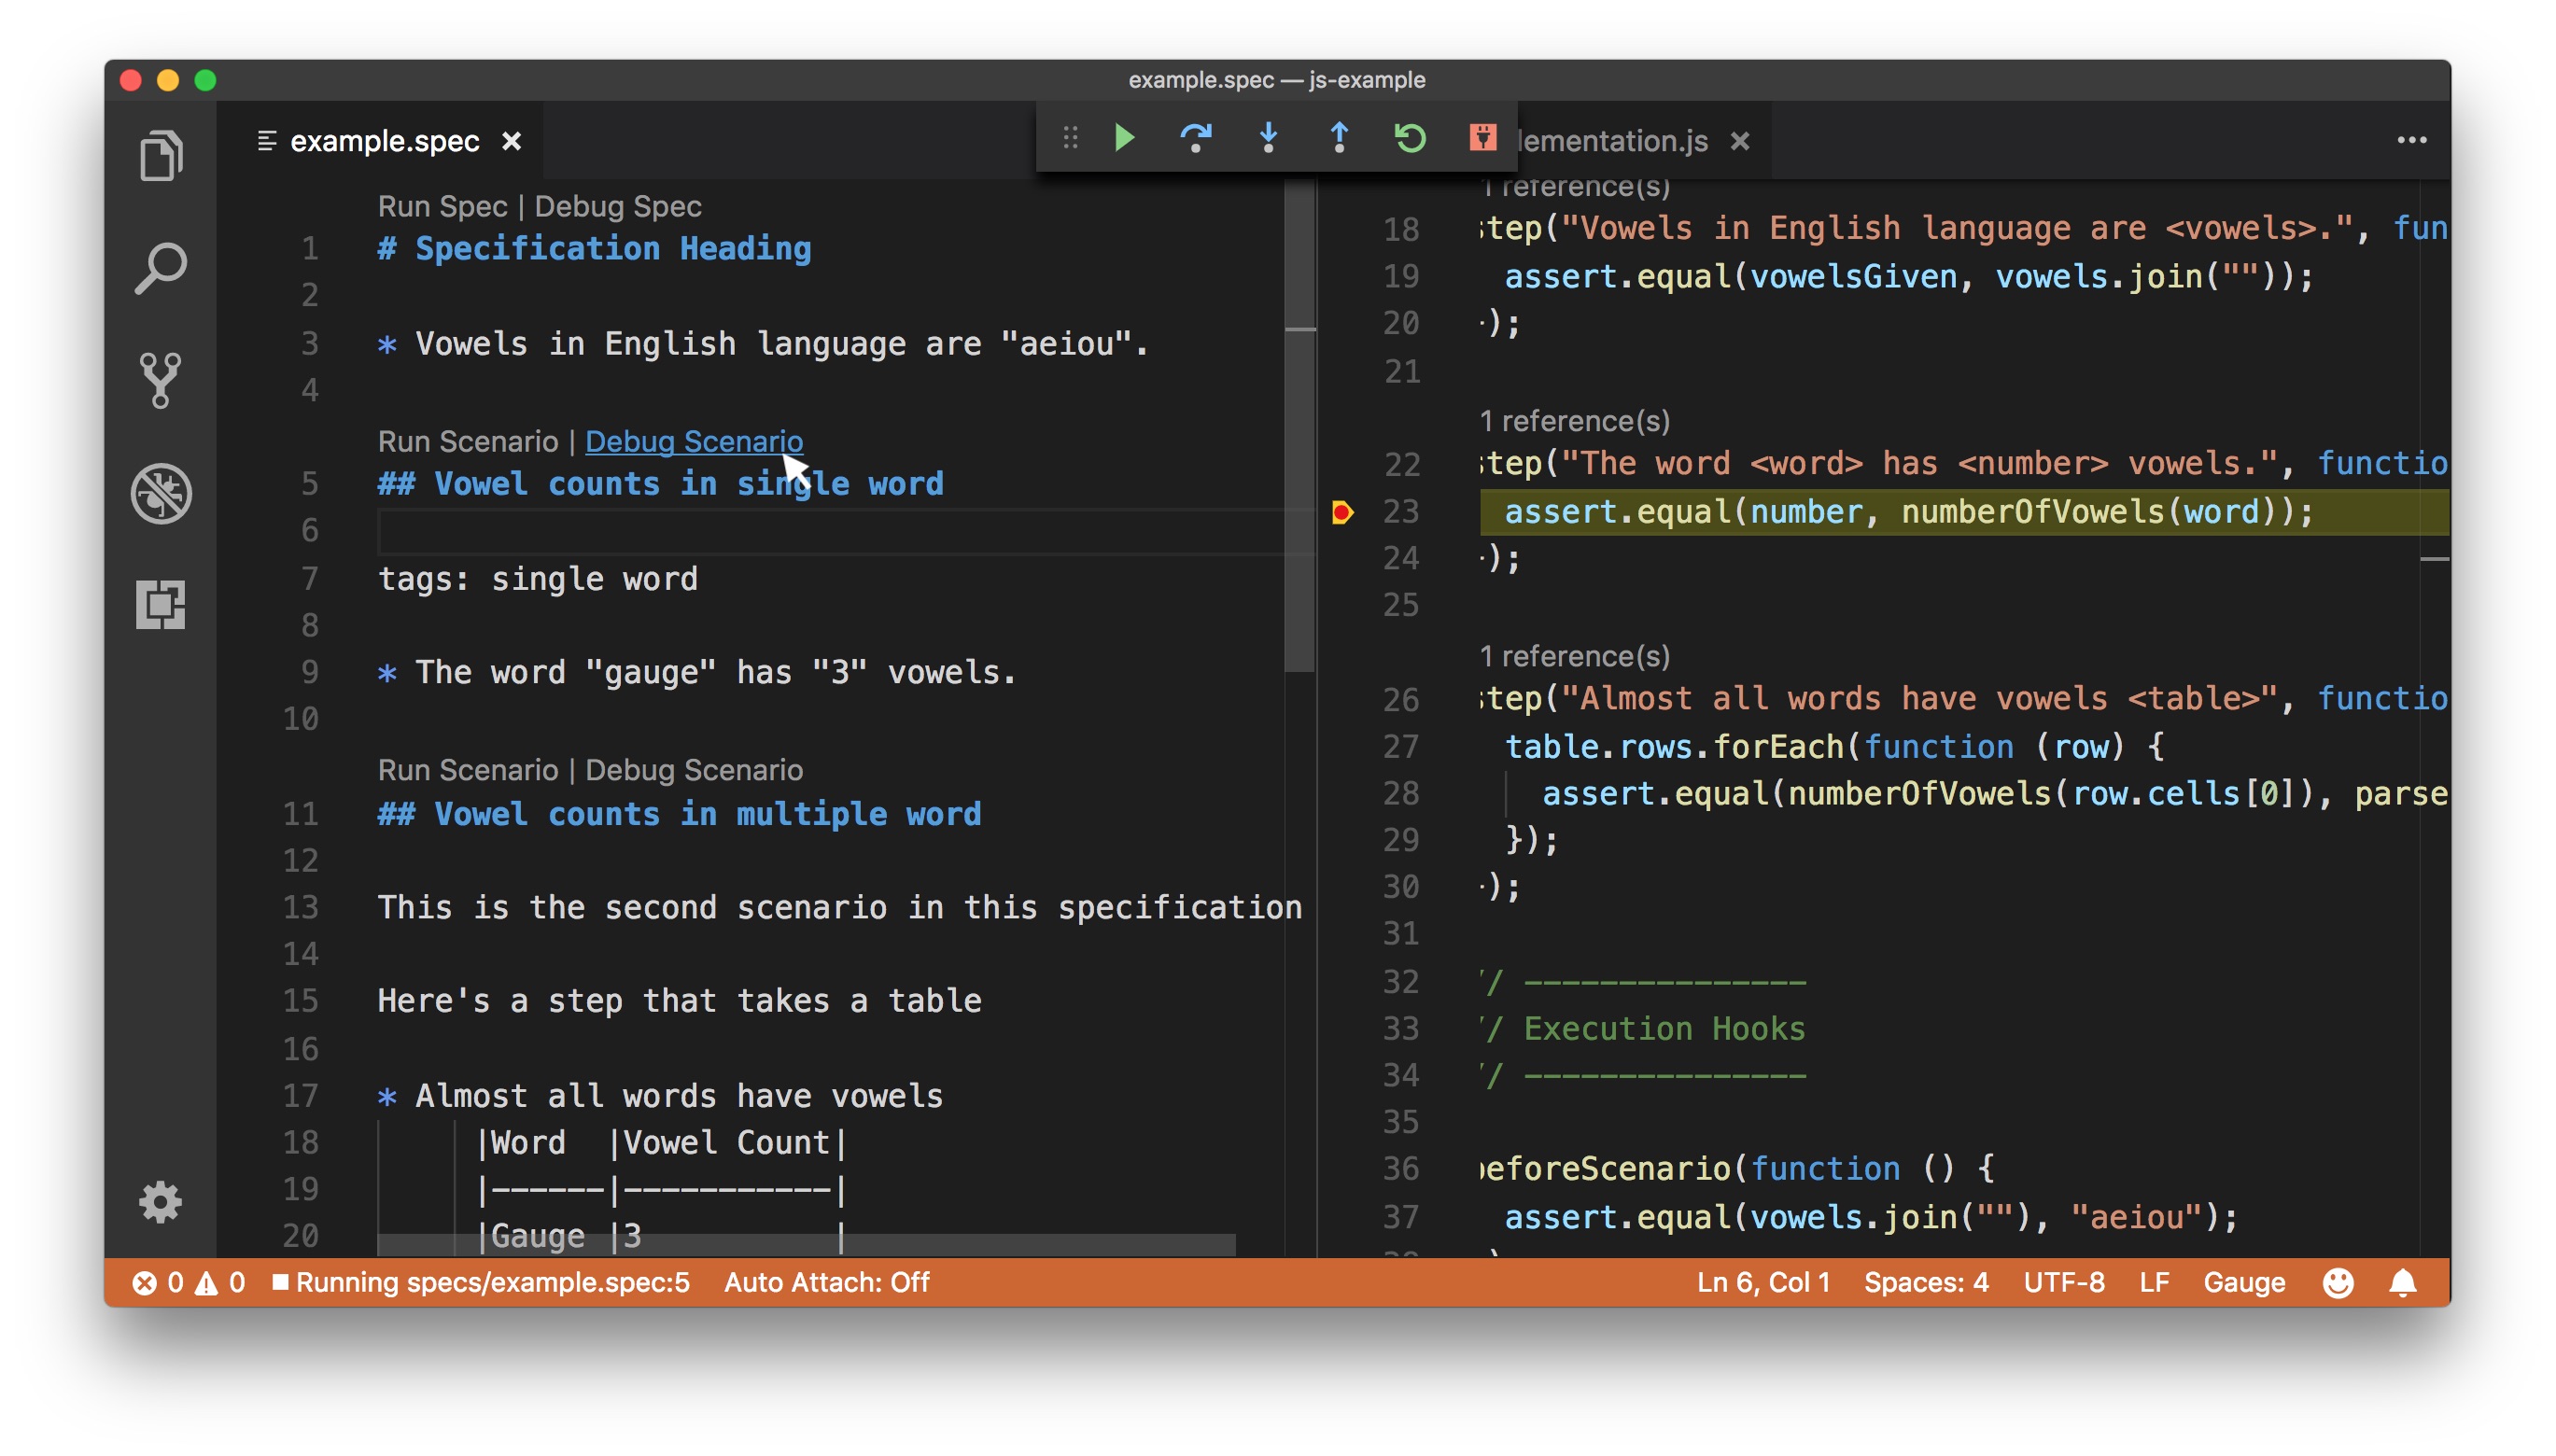 example.spec — js-example
example.spec
lementation.js
Run Spec | Debug Spec
1 # Specification Heading
2
3 * Vowels in English language are "aeiou".
4
Run Scenario | Debug Scenario
5 ## Vowel counts in single word
6
7 tags: single word
8
9 * The word "gauge" has "3" vowels.
10
Run Scenario | Debug Scenario
11 ## Vowel counts in multiple word
12
13 This is the second scenario in this specification
14
15 Here's a step that takes a table
16
17 * Almost all words have vowels
18 |Word  |Vowel Count|
19 |------|-----------|
20 |Gauge |3          |
1 reference(s)
18 step("Vowels in English language are <vowels>.", fun
19 assert.equal(vowelsGiven, vowels.join(""));
20 });
21
1 reference(s)
22 step("The word <word> has <number> vowels.", functio
23 assert.equal(number, numberOfVowels(word));
24 });
25
1 reference(s)
26 step("Almost all words have vowels <table>", functio
27 table.rows.forEach(function (row) {
28 assert.equal(numberOfVowels(row.cells[0]), parse
29 });
30 });
31
32 // ---------------
33 // Execution Hooks
34 // ---------------
35
36 beforeScenario(function () {
37 assert.equal(vowels.join(""), "aeiou");
0 0 Running specs/example.spec:5 Auto Attach: Off Ln 6, Col 1 Spaces: 4 UTF-8 LF Gauge